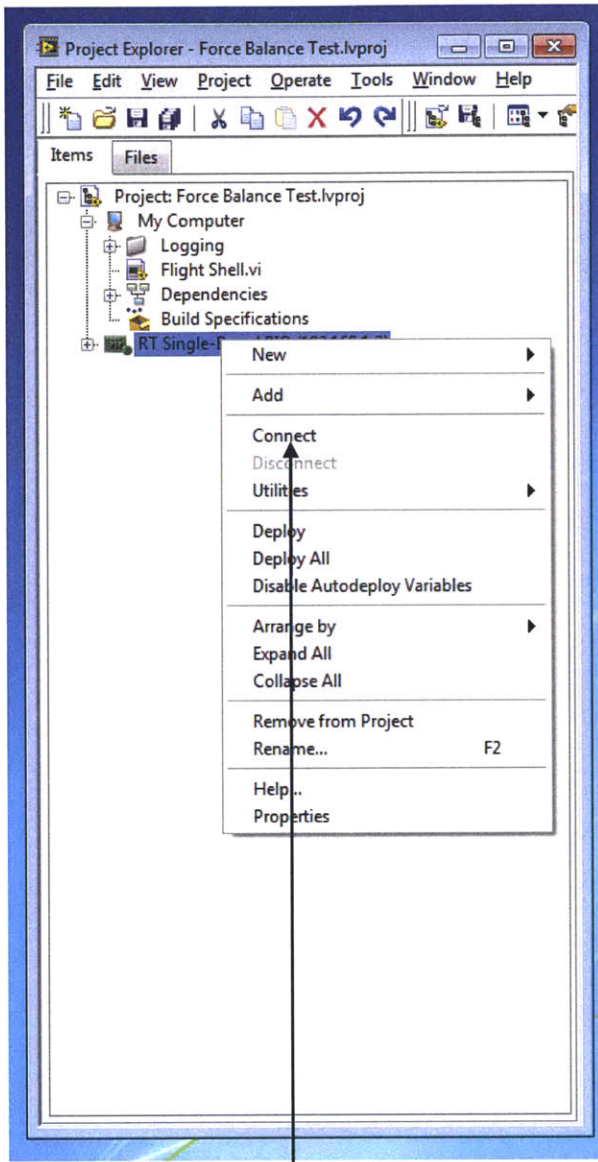 Project Explorer - Force Balance Test.lvproj
File Edit View Project Operate Tools Window Help
Items Files
Project: Force Balance Test.lvproj
My Computer
Logging
Flight Shell.vi
Dependencies
Build Specifications
RT
New
Add
Connect
Disconnect
Utilities
Deploy
Deploy All
Disable Autodeploy Variables
Arrange by
Expand All
Collapse All
Remove from Project
Rename... F2
Help...
Properties